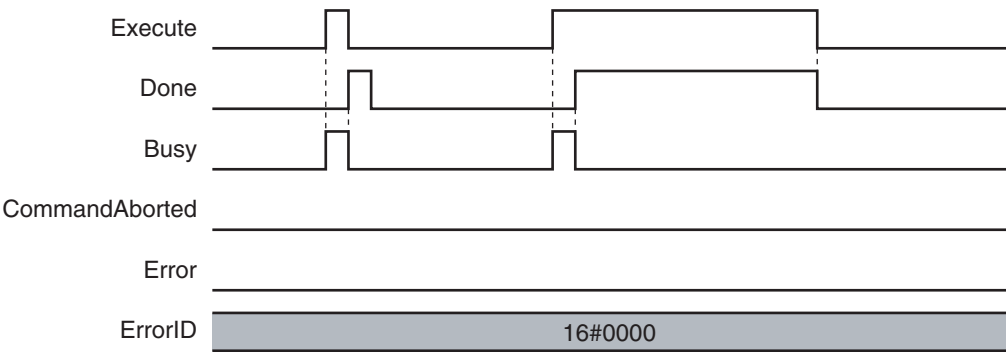 Execute
Done
Busy
CommandAborted
Error
ErrorID
16#0000